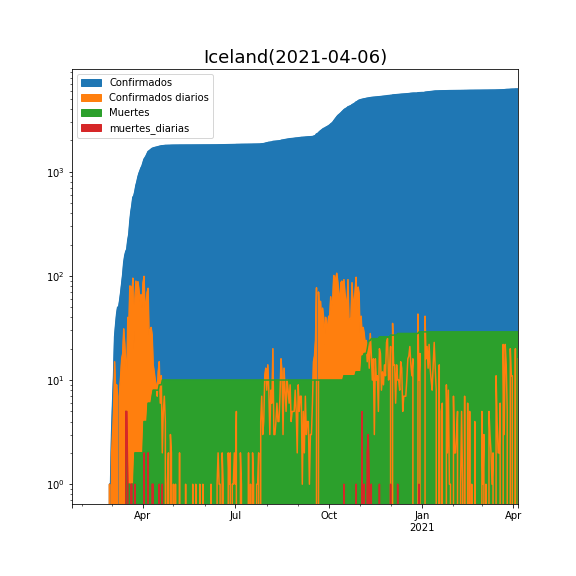 Iceland(2021-04-06)
Confirmados
Confirmados diarios
Muertes
muertes_diarias
10³
10²
10¹
10⁰
Apr
Jul
Oct
Jan
2021
Apr